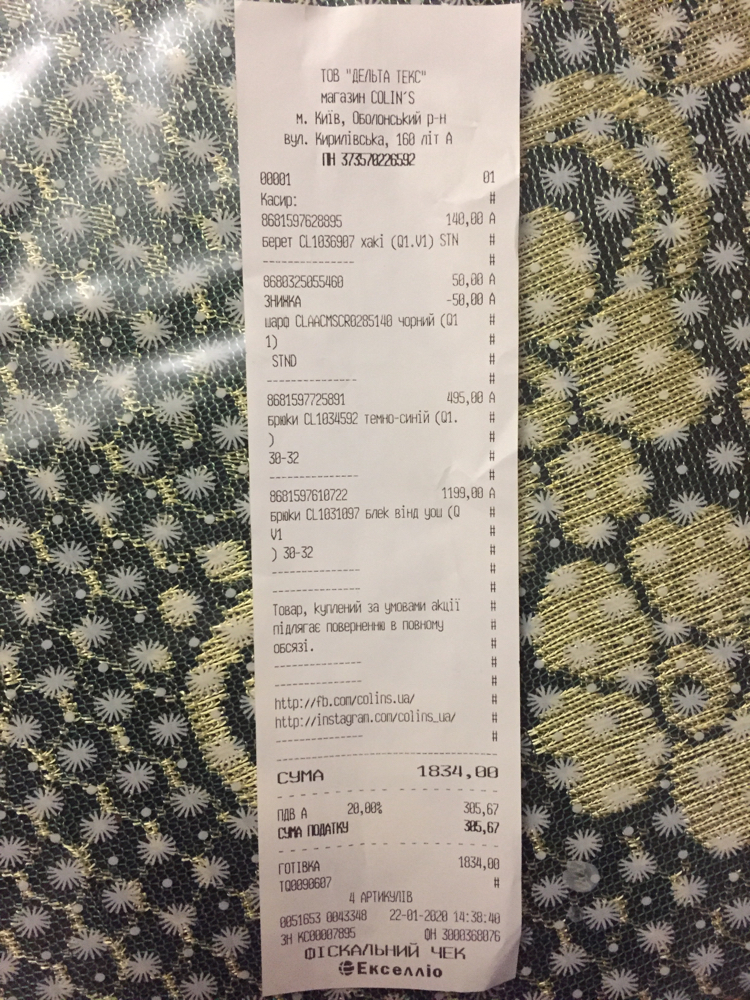 ТОВ "ДЕЛЬТА ТЕКС"
магазин COLIN'S
м. Київ, Оболонський р-н
вул. Кирилівська, 160 літ А
ПН 373570226592
00001 01
Касир: #
8681597628895 140,00 А
берет CL1036907 хакі (Q1.V1) STN #
--------------- #
8680325055460 50,00 А
ЗНИЖКА -50,00 А
шарф CLAACMSCR0285140 чорний (Q1 #
1) #
STND #
--------------- #
8681597725891 495,00 А
брюки CL1034592 темно-синій (Q1. #
) #
30-32 #
--------------- #
8681597610722 1199,00 А
брюки CL1031097 блек вінд уош (Q #
V1 #
) 30-32 #
--------------- #
--------------- #
Товар, куплений за умовами акції #
підлягає поверненню в повному #
обсязі. #
--------------- #
--------------- #
http://fb.com/colins.ua/ #
http://instagran.com/colins_ua/ #
--------------- #
СУМА 1834,00
ПДВ А 20,00% 305,67
СУМА ПОДАТКУ 305,67
ГОТІВКА 1834,00
TQ0090607 #
4 АРТИКУЛІВ
0051653 0043348 22-01-2020 14:38:40
ЗН КС00007895 ФН 3000368076
ФІСКАЛЬНИЙ ЧЕК
Екселліо